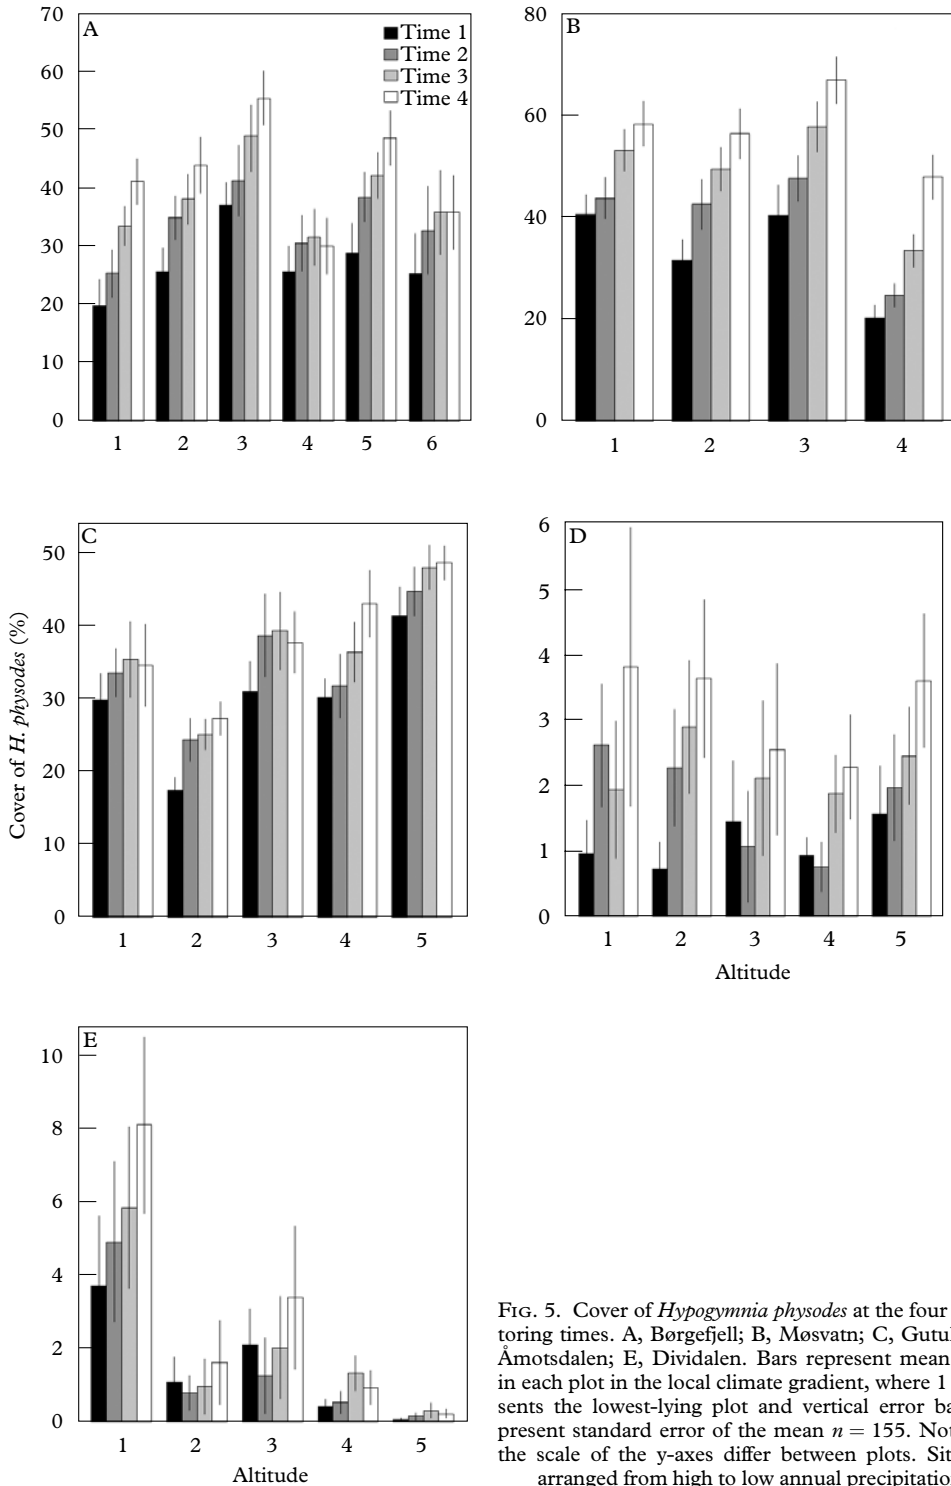 A
Time 1
Time 2
Time 3
Time 4
70
60
50
40
30
20
10
0
1 2 3 4 5 6
B
80
60
40
20
0
1 2 3 4
C
50
40
30
20
10
0
1 2 3 4 5
Cover of H. physodes (%)
D
6
5
4
3
2
1
0
1 2 3 4 5
Altitude
E
10
8
6
4
2
0
1 2 3 4 5
Altitude
FIG. 5. Cover of Hypogymnia physodes at the four
toring times. A, Børgefjell; B, Møsvatn; C, Gutul
Åmotsdalen; E, Dividalen. Bars represent mean
in each plot in the local climate gradient, where 1
sents the lowest-lying plot and vertical error ba
present standard error of the mean n = 155. Not
the scale of the y-axes differ between plots. Sit
arranged from high to low annual precipitation